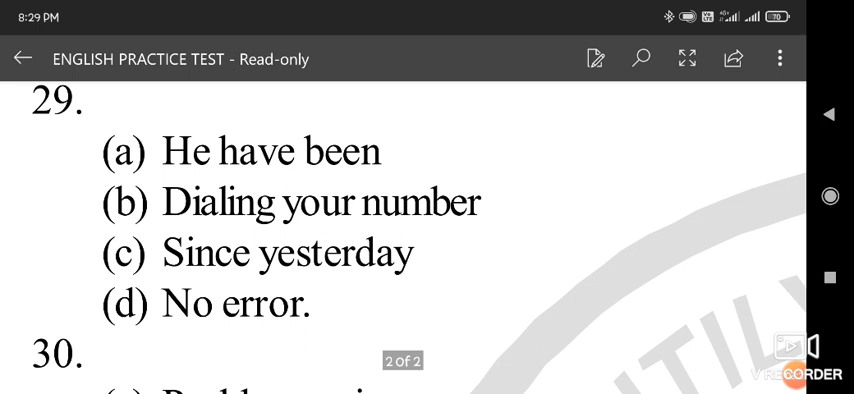 8:29 PM
70
ENGLISH PRACTICE TEST - Read-only
29.
(a) He have been
(b) Dialing your number
(c) Since yesterday
(d) No error.
30.
2 of 2
V RECORDER